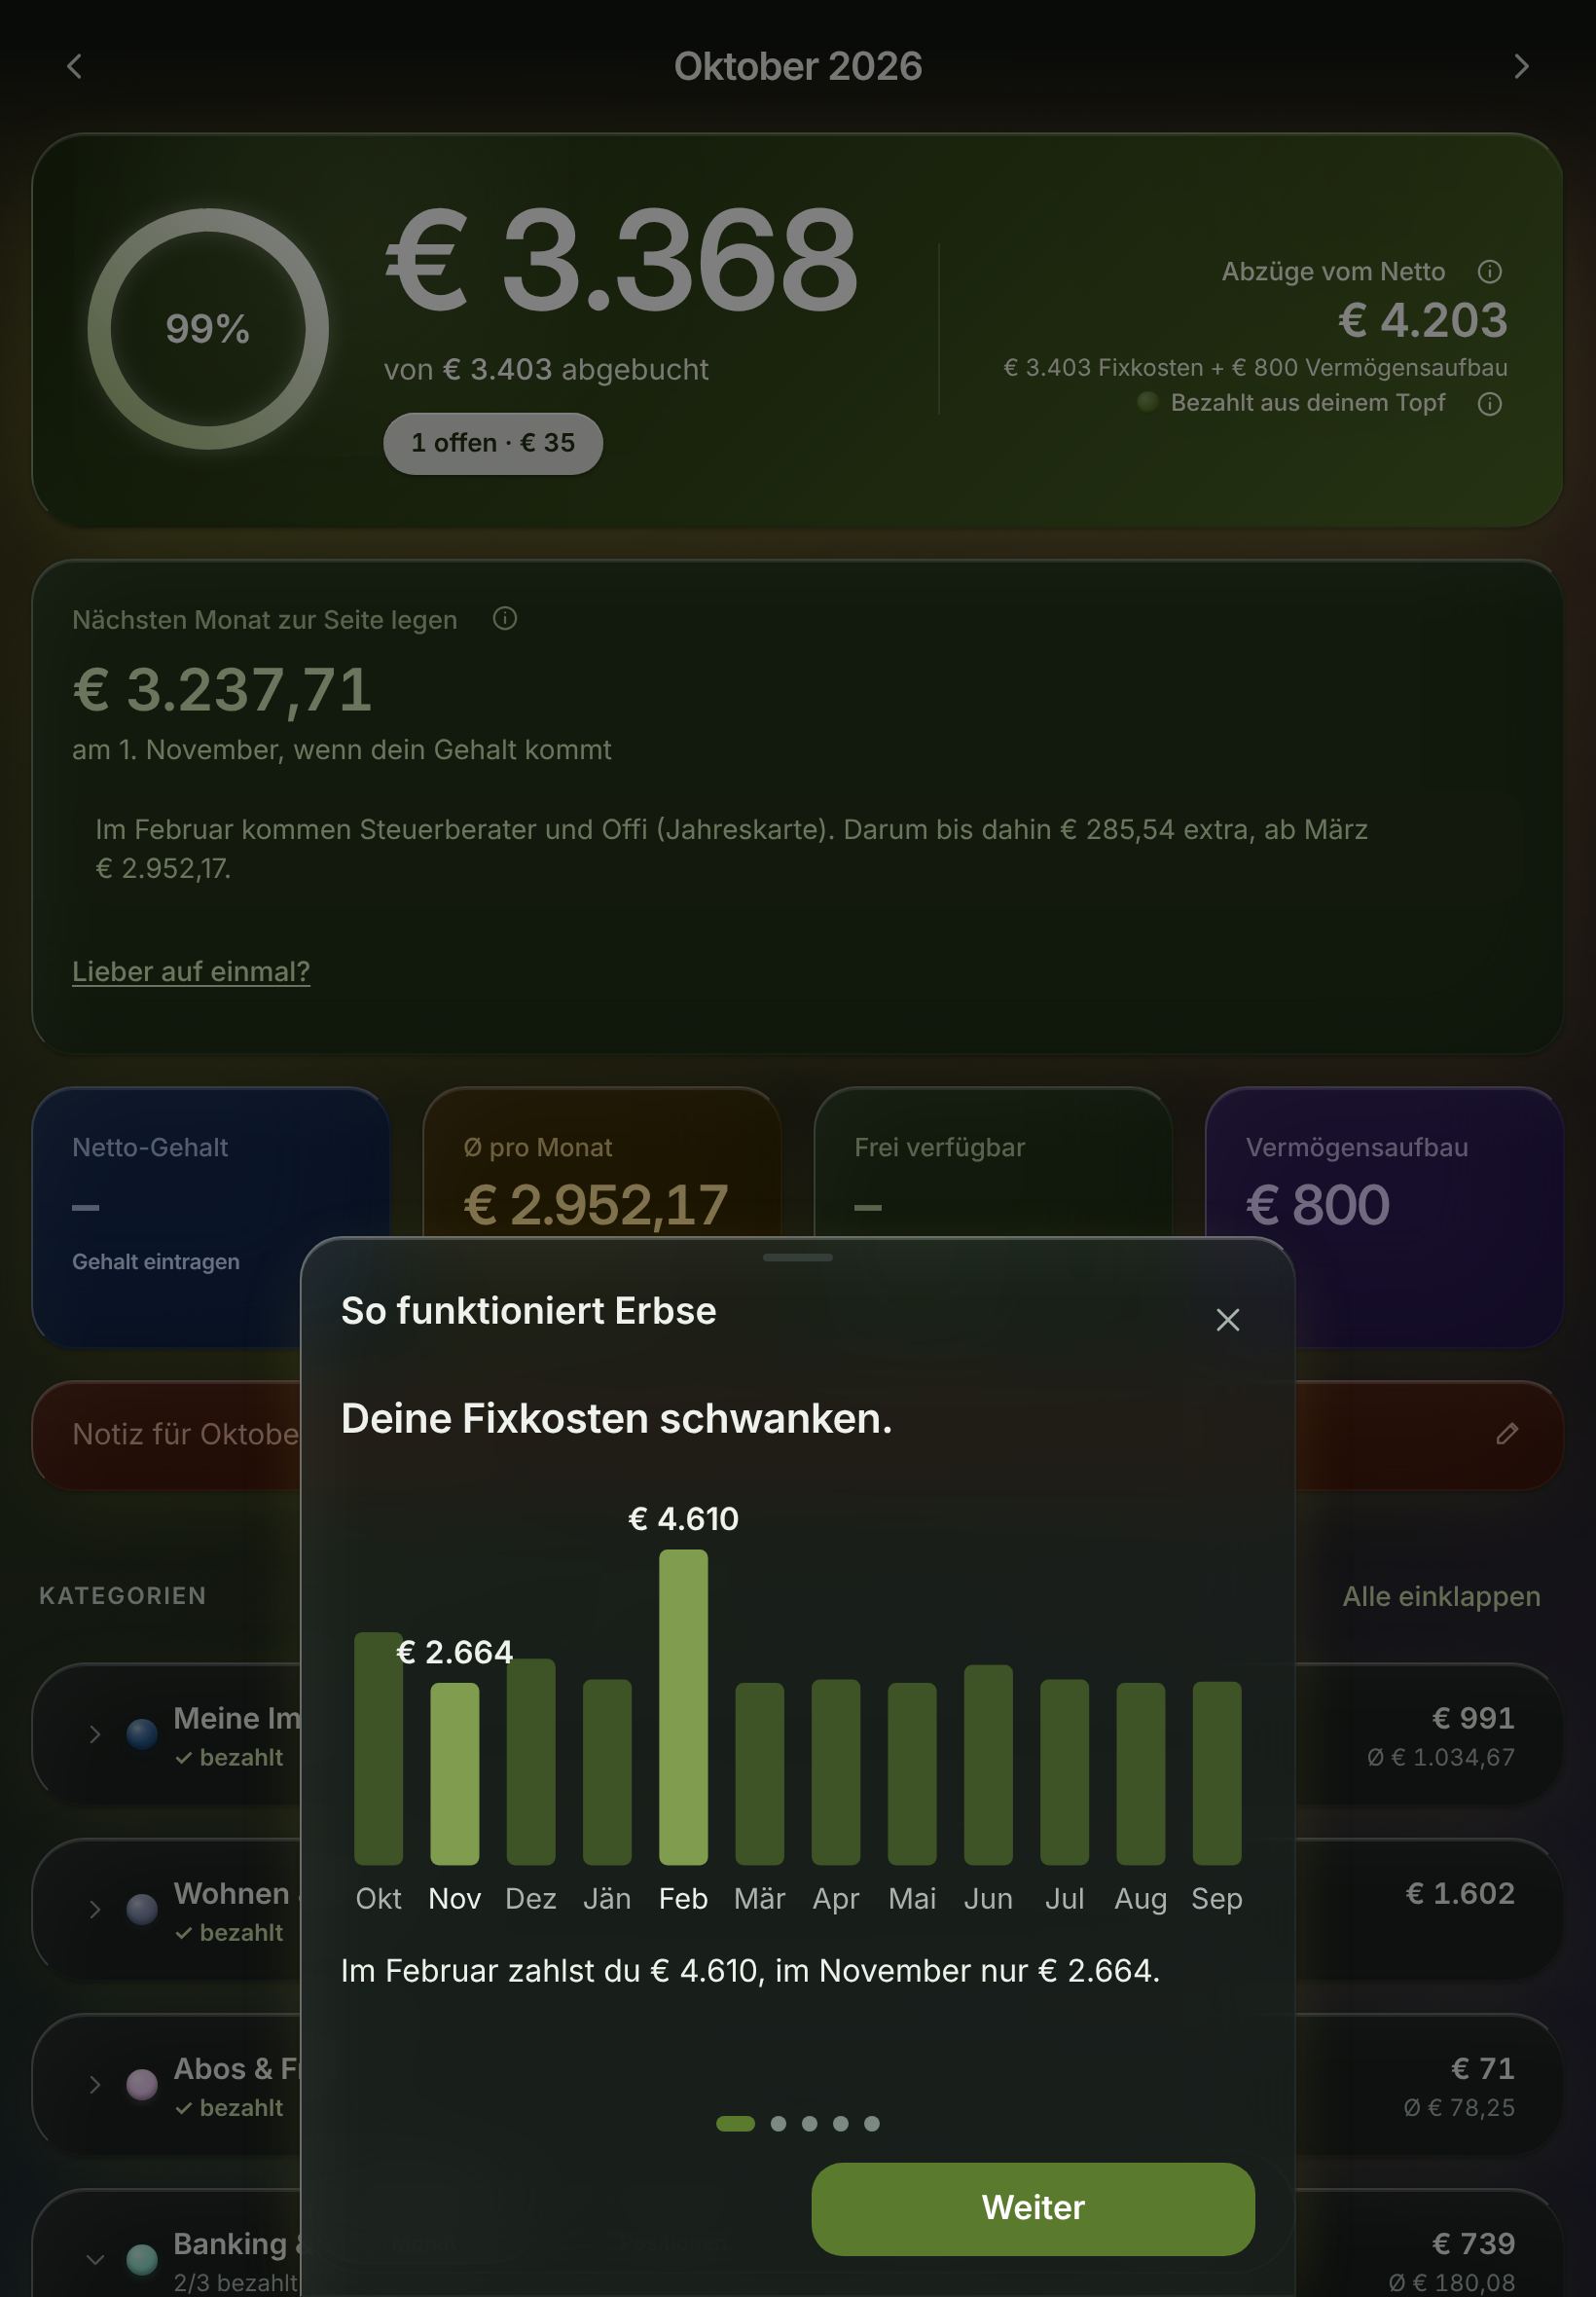 Oktober 2026
99%
€ 3.368
von € 3.403 abgebucht
1 offen · € 35
Abzüge vom Netto
€ 4.203
€ 3.403 Fixkosten + € 800 Vermögensaufbau
Bezahlt aus deinem Topf
Nächsten Monat zur Seite legen
€ 3.237,71
am 1. November, wenn dein Gehalt kommt
Im Februar kommen Steuerberater und Offi (Jahreskarte). Darum bis dahin € 285,54 extra, ab März
€ 2.952,17.
Lieber auf einmal?
Netto-Gehalt
–
Gehalt eintragen
Ø pro Monat
€ 2.952,17
Frei verfügbar
–
Vermögensaufbau
€ 800
Notiz für Oktobe
So funktioniert Erbse
Deine Fixkosten schwanken.
€ 4.610
€ 2.664
Okt Nov Dez Jän Feb Mär Apr Mai Jun Jul Aug Sep
Im Februar zahlst du € 4.610, im November nur € 2.664.
Weiter
KATEGORIEN
Alle einklappen
Meine Im
✓ bezahlt
€ 991
Ø € 1.034,67
Wohnen
✓ bezahlt
€ 1.602
Abos & F
✓ bezahlt
€ 71
Ø € 78,25
Banking &
2/3 bezahlt
€ 739
Ø € 180,08